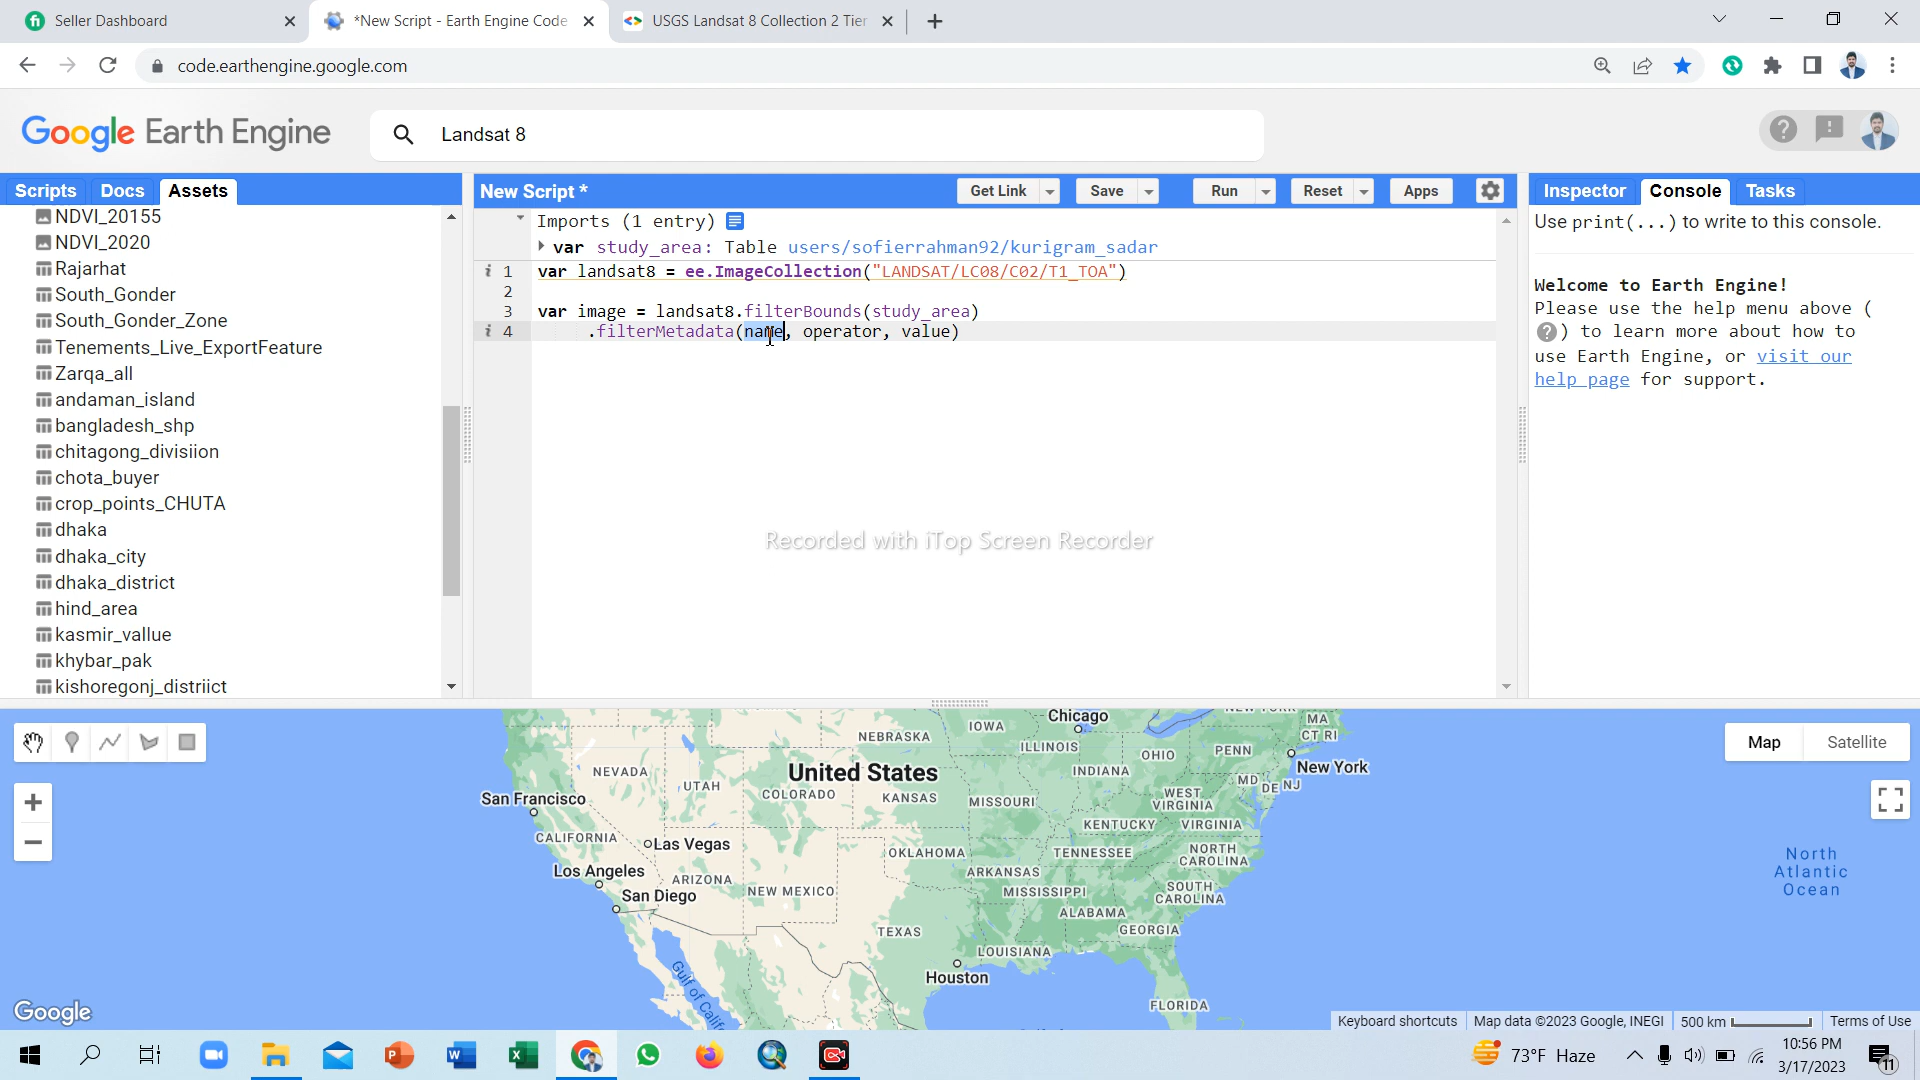 Seller Dashboard
*New Script - Earth Engine Code
USGS Landsat 8 Collection 2 Tier
code.earthengine.google.com
Google Earth Engine
Landsat 8
Scripts
Docs
Assets
New Script *
Get Link
Save
Run
Reset
Apps
Inspector
Console
Tasks
NDVI_20155
NDVI_2020
Rajarhat
South_Gonder
South_Gonder_Zone
Tenements_Live_ExportFeature
Zarqa_all
andaman_island
bangladesh_shp
chitagong_divisiion
chota_buyer
crop_points_CHUTA
dhaka
dhaka_city
dhaka_district
hind_area
kasmir_vallue
khybar_pak
kishoregonj_distriict
Imports (1 entry)
var study_area: Table users/sofierrahman92/kurigram_sadar
i 1 var landsat8 = ee.ImageCollection("LANDSAT/LC08/C02/T1_TOA")
2
3 var image = landsat8.filterBounds(study_area)
i 4 .filterMetadata(name, operator, value)
Use print(...) to write to this console.
Welcome to Earth Engine!
Please use the help menu above (
?) to learn more about how to
use Earth Engine, or visit our
help page for support.
Recorded with iTop Screen Recorder
Map
Satellite
Chicago
IOWA
NEBRASKA
ILLINOIS
OHIO
PENN
MA
CT RI
New York
NEVADA
UTAH
United States
COLORADO
KANSAS
MISSOURI
INDIANA
WEST
VIRGINIA
MD
DE NJ
San Francisco
CALIFORNIA
Las Vegas
KENTUCKY
VIRGINIA
OKLAHOMA
TENNESSEE
NORTH
CAROLINA
Los Angeles
ARIZONA
NEW MEXICO
ARKANSAS
MISSISSIPPI
SOUTH
CAROLINA
San Diego
ALABAMA
GEORGIA
TEXAS
LOUISIANA
Houston
FLORIDA
Gulf of Calif
North
Atlantic
Ocean
Google
Keyboard shortcuts
Map data ©2023 Google, INEGI
500 km
Terms of Use
73°F Haze
10:56 PM
3/17/2023
11